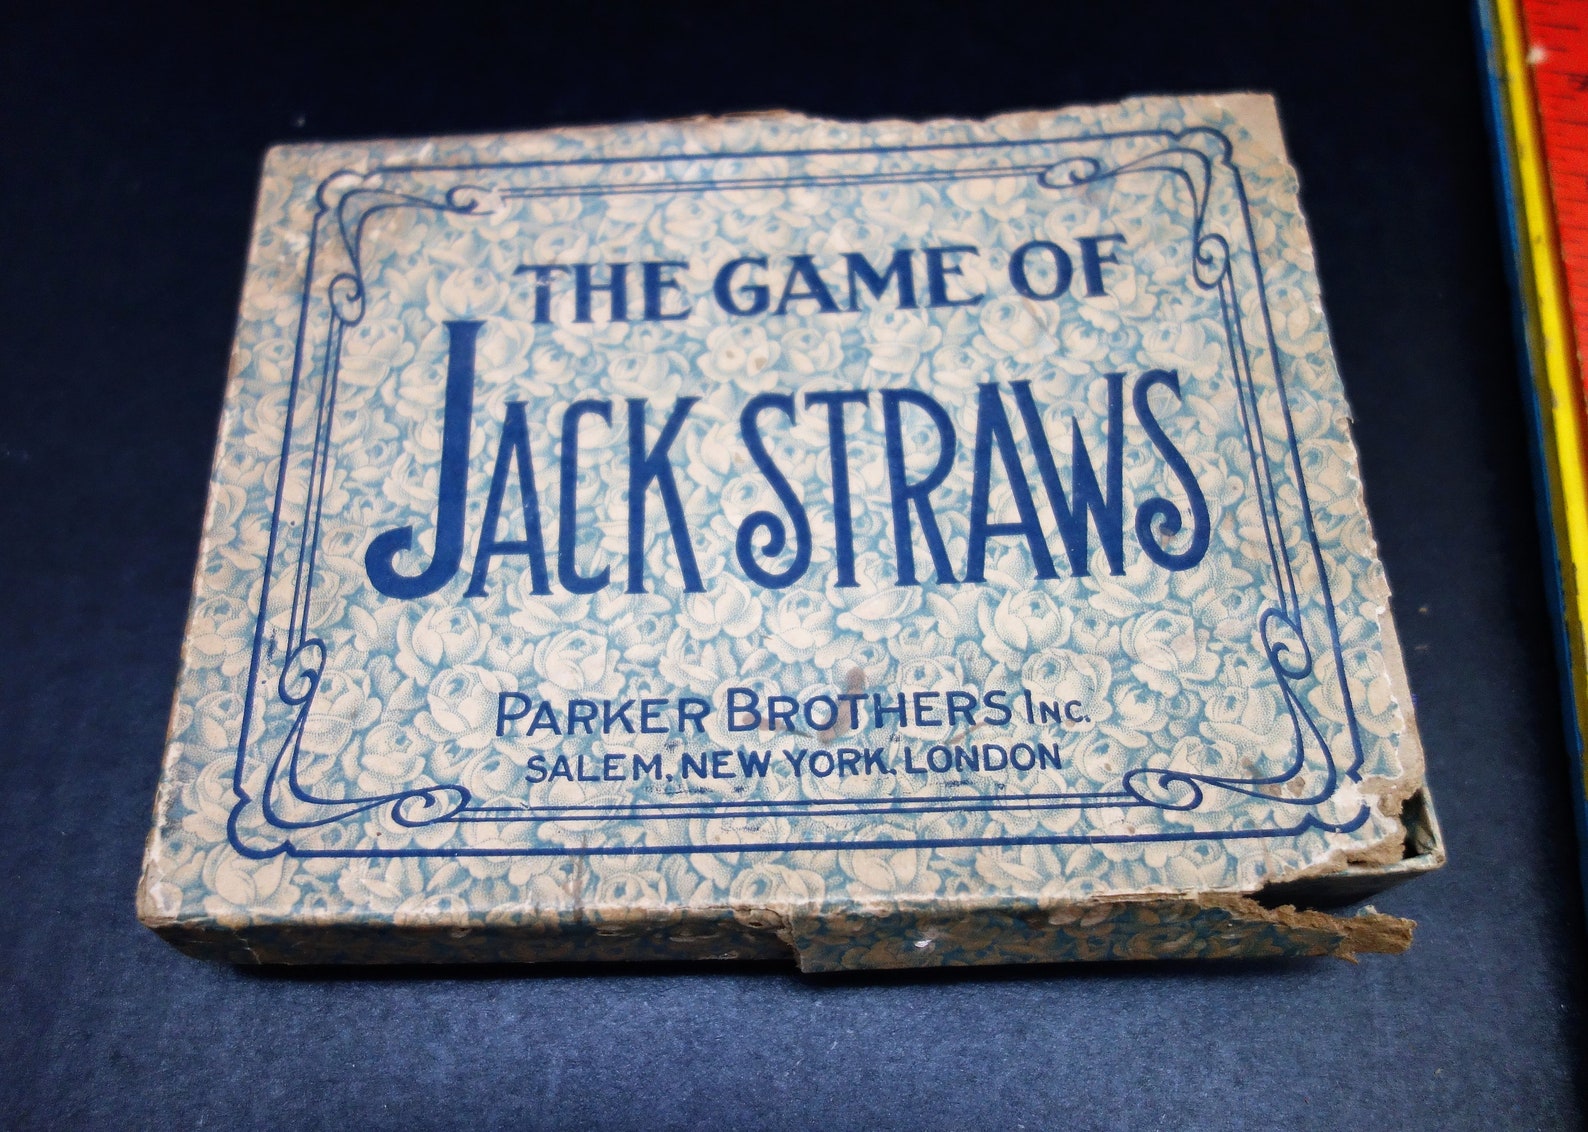 THE GAME OF
JACK STRAWS
PARKER BROTHERS INC.
SALEM, NEW YORK, LONDON